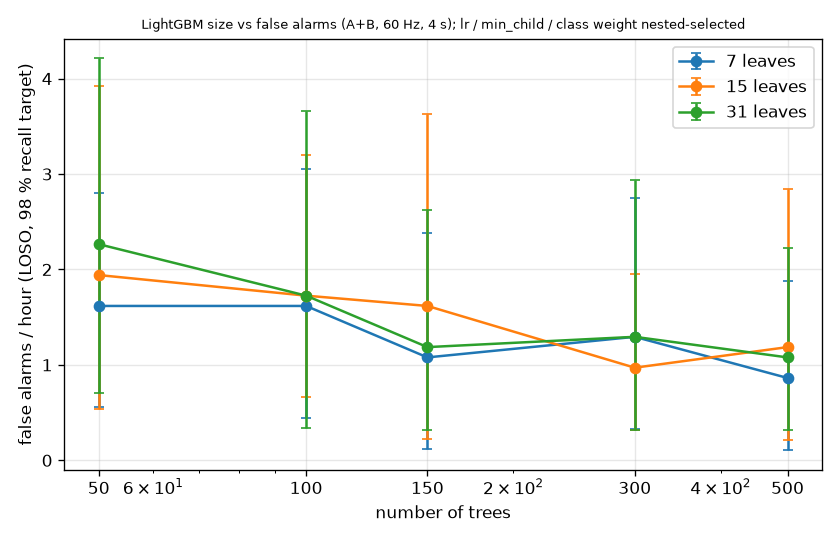 LightGBM size vs false alarms (A+B, 60 Hz, 4 s); lr / min_child / class weight nested-selected
7 leaves
15 leaves
31 leaves
false alarms / hour (LOSO, 98 % recall target)
4
3
2
1
0
50 6 × 10¹ 100 150 2 × 10² 300 4 × 10² 500
number of trees